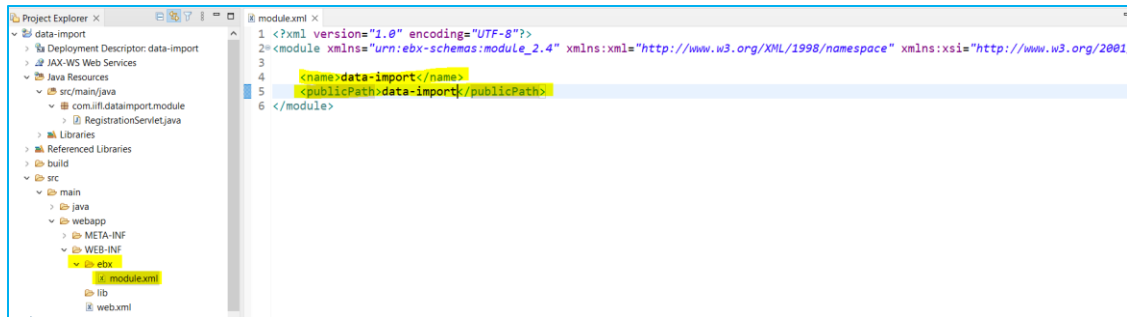 Project Explorer
data-import
Deployment Descriptor: data-import
JAX-WS Web Services
Java Resources
src/main/java
com.iifl.dataimport.module
RegistrationServlet.java
Libraries
Referenced Libraries
build
src
main
java
webapp
META-INF
WEB-INF
ebx
module.xml
lib
web.xml
module.xml
1 <?xml version="1.0" encoding="UTF-8"?>
2 <module xmlns="urn:ebx-schemas:module_2.4" xmlns:xml="http://www.w3.org/XML/1998/namespace" xmlns:xsi="http://www.w3.org/2001/
3
4 <name>data-import</name>
5 <publicPath>data-import</publicPath>
6 </module>